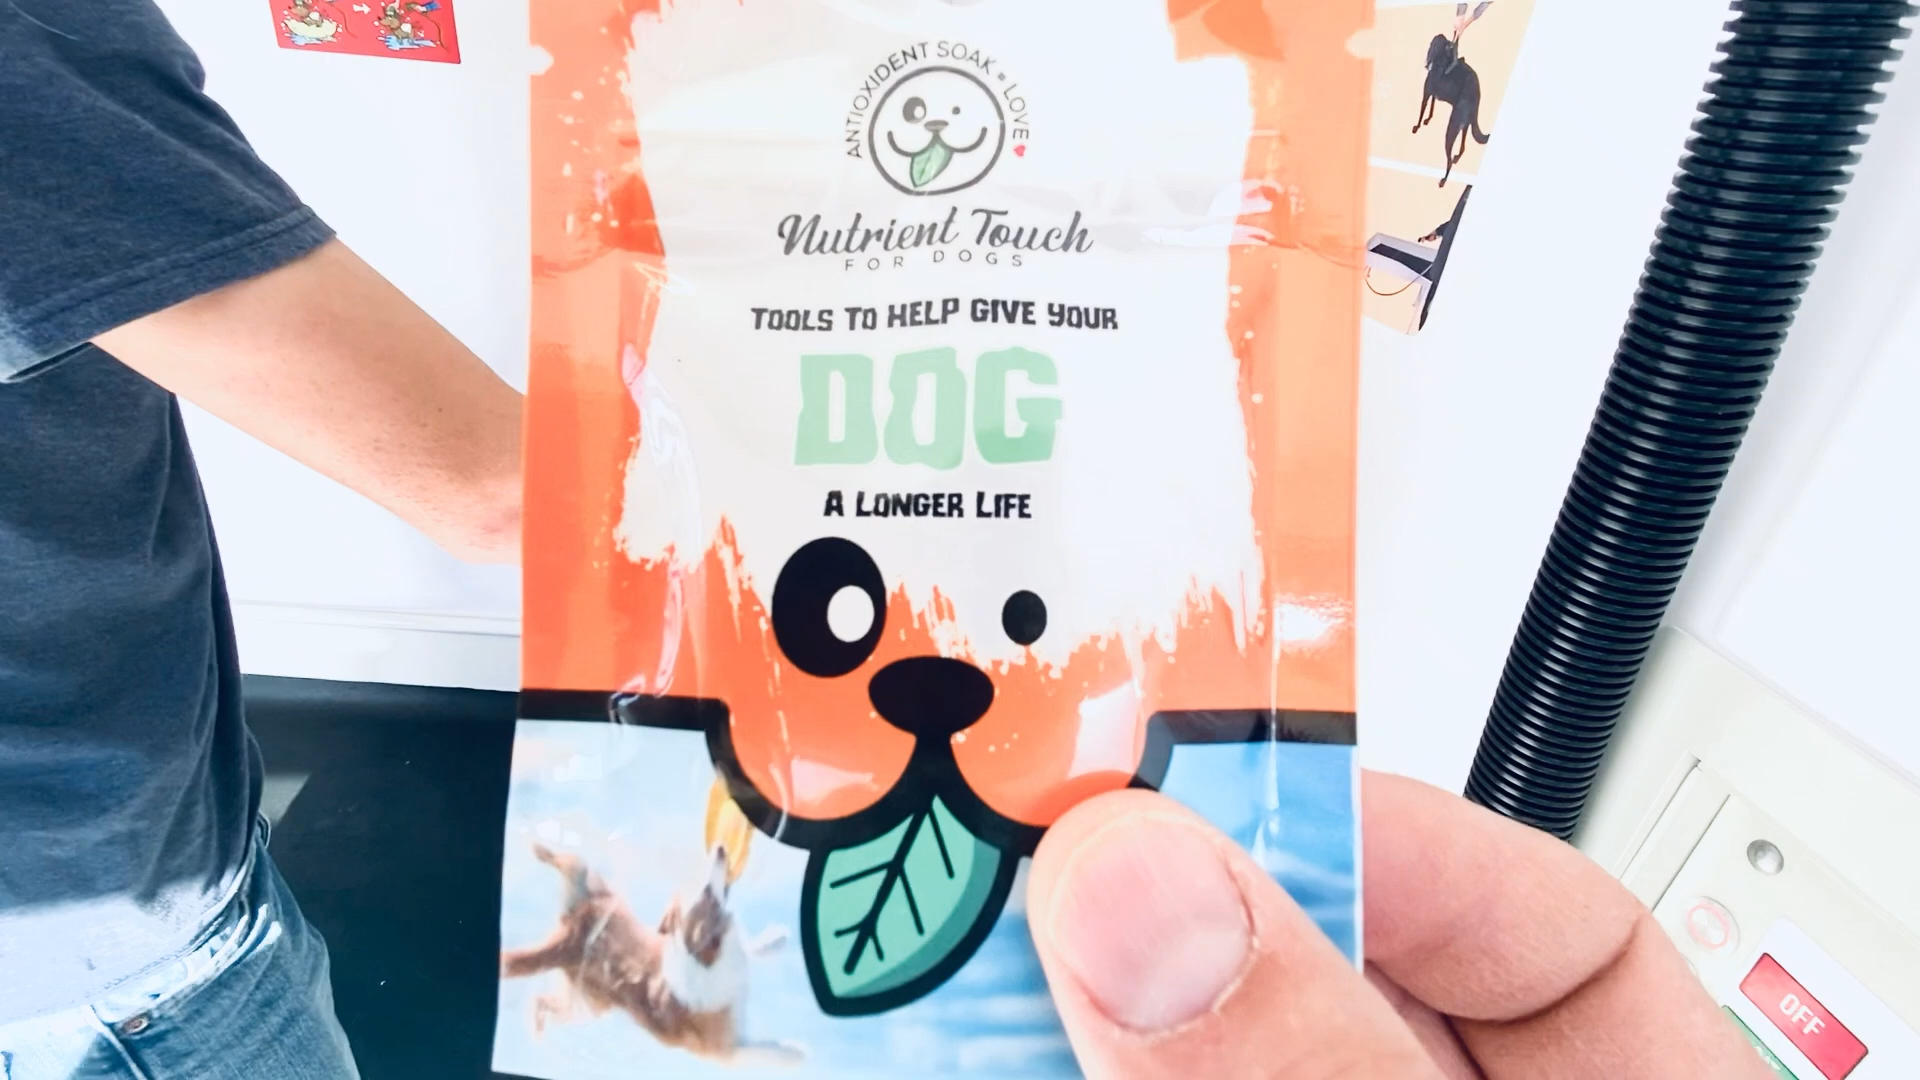 ANTIOXIDENT SOAK = LOVE
Nutrient Touch
FOR DOGS
TOOLS TO HELP GIVE YOUR
DOG
A LONGER LIFE
OFF